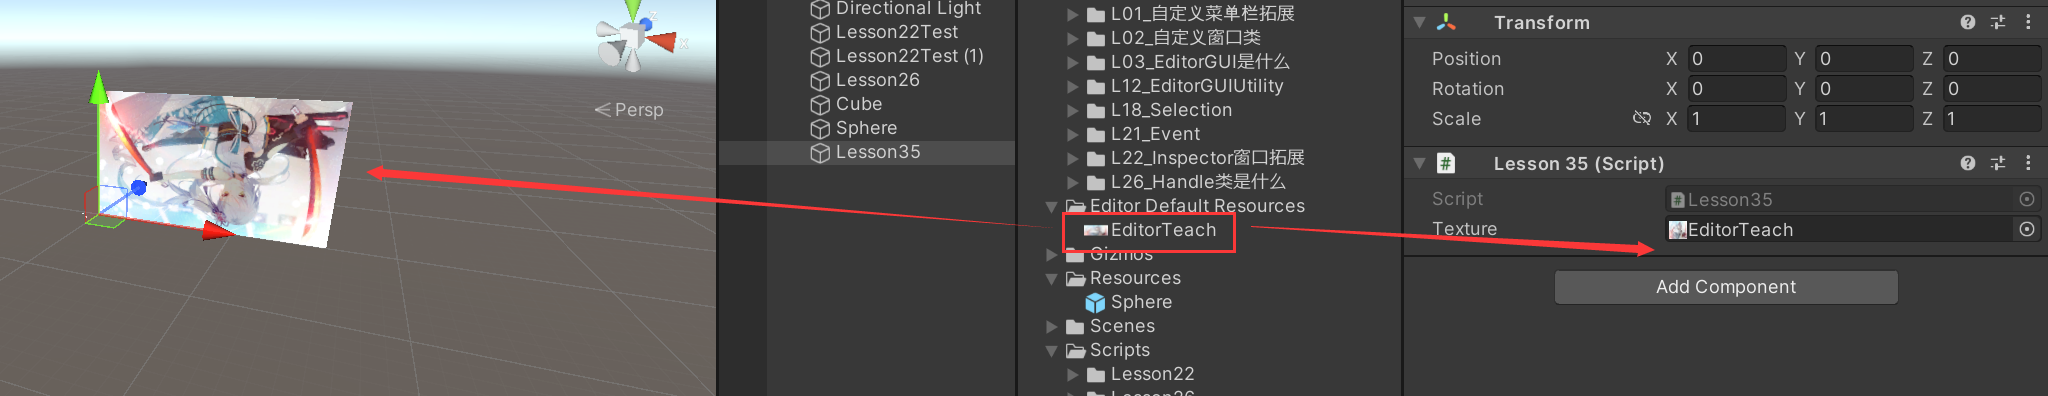 Persp
Directional Light
Lesson22Test
Lesson22Test (1)
Lesson26
Cube
Sphere
Lesson35
L01_自定义菜单栏拓展
L02_自定义窗口类
L03_EditorGUI是什么
L12_EditorGUIUtility
L18_Selection
L21_Event
L22_Inspector窗口拓展
L26_Handle类是什么
Editor Default Resources
EditorTeach
Gizmos
Resources
Sphere
Scenes
Scripts
Lesson22
Lesson26
Transform
Position X 0 Y 0 Z 0
Rotation X 0 Y 0 Z 0
Scale X 1 Y 1 Z 1
# Lesson 35 (Script)
Script # Lesson35
Texture EditorTeach
Add Component